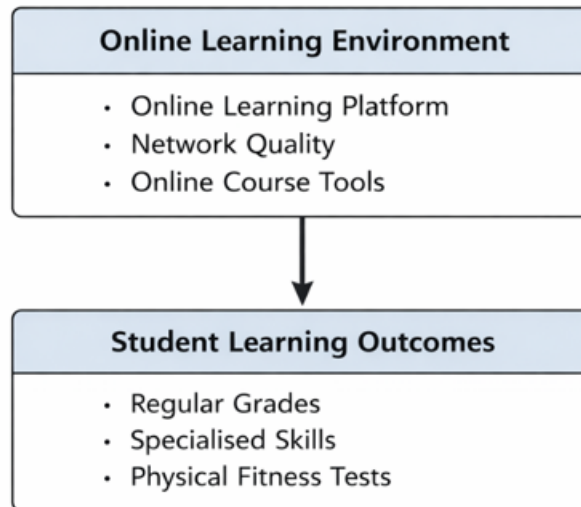 Online Learning Environment
• Online Learning Platform
• Network Quality
• Online Course Tools
Student Learning Outcomes
• Regular Grades
• Specialised Skills
• Physical Fitness Tests